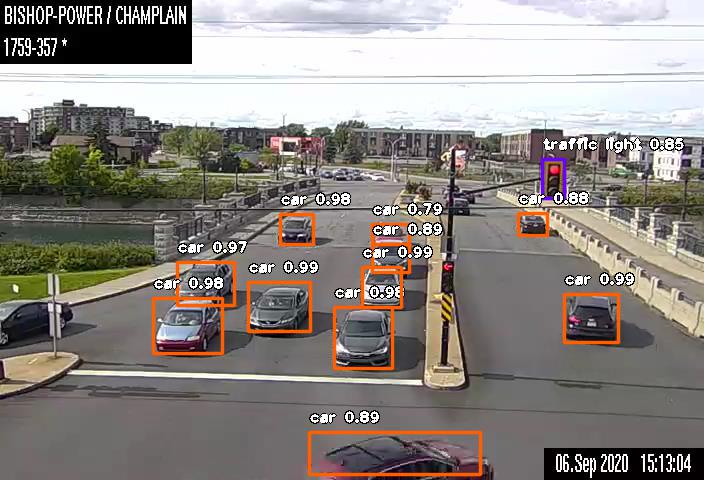 BISHOP-POWER / CHAMPLAIN
1759-357 *
traffic light 0.85
car 0.98
car 0.88
car 0.79
car 0.89
car 0.97
car 0.99
car 0.99
car 0.98
car 0.98
car 0.99
car 0.89
06.Sep 2020 15:13:04